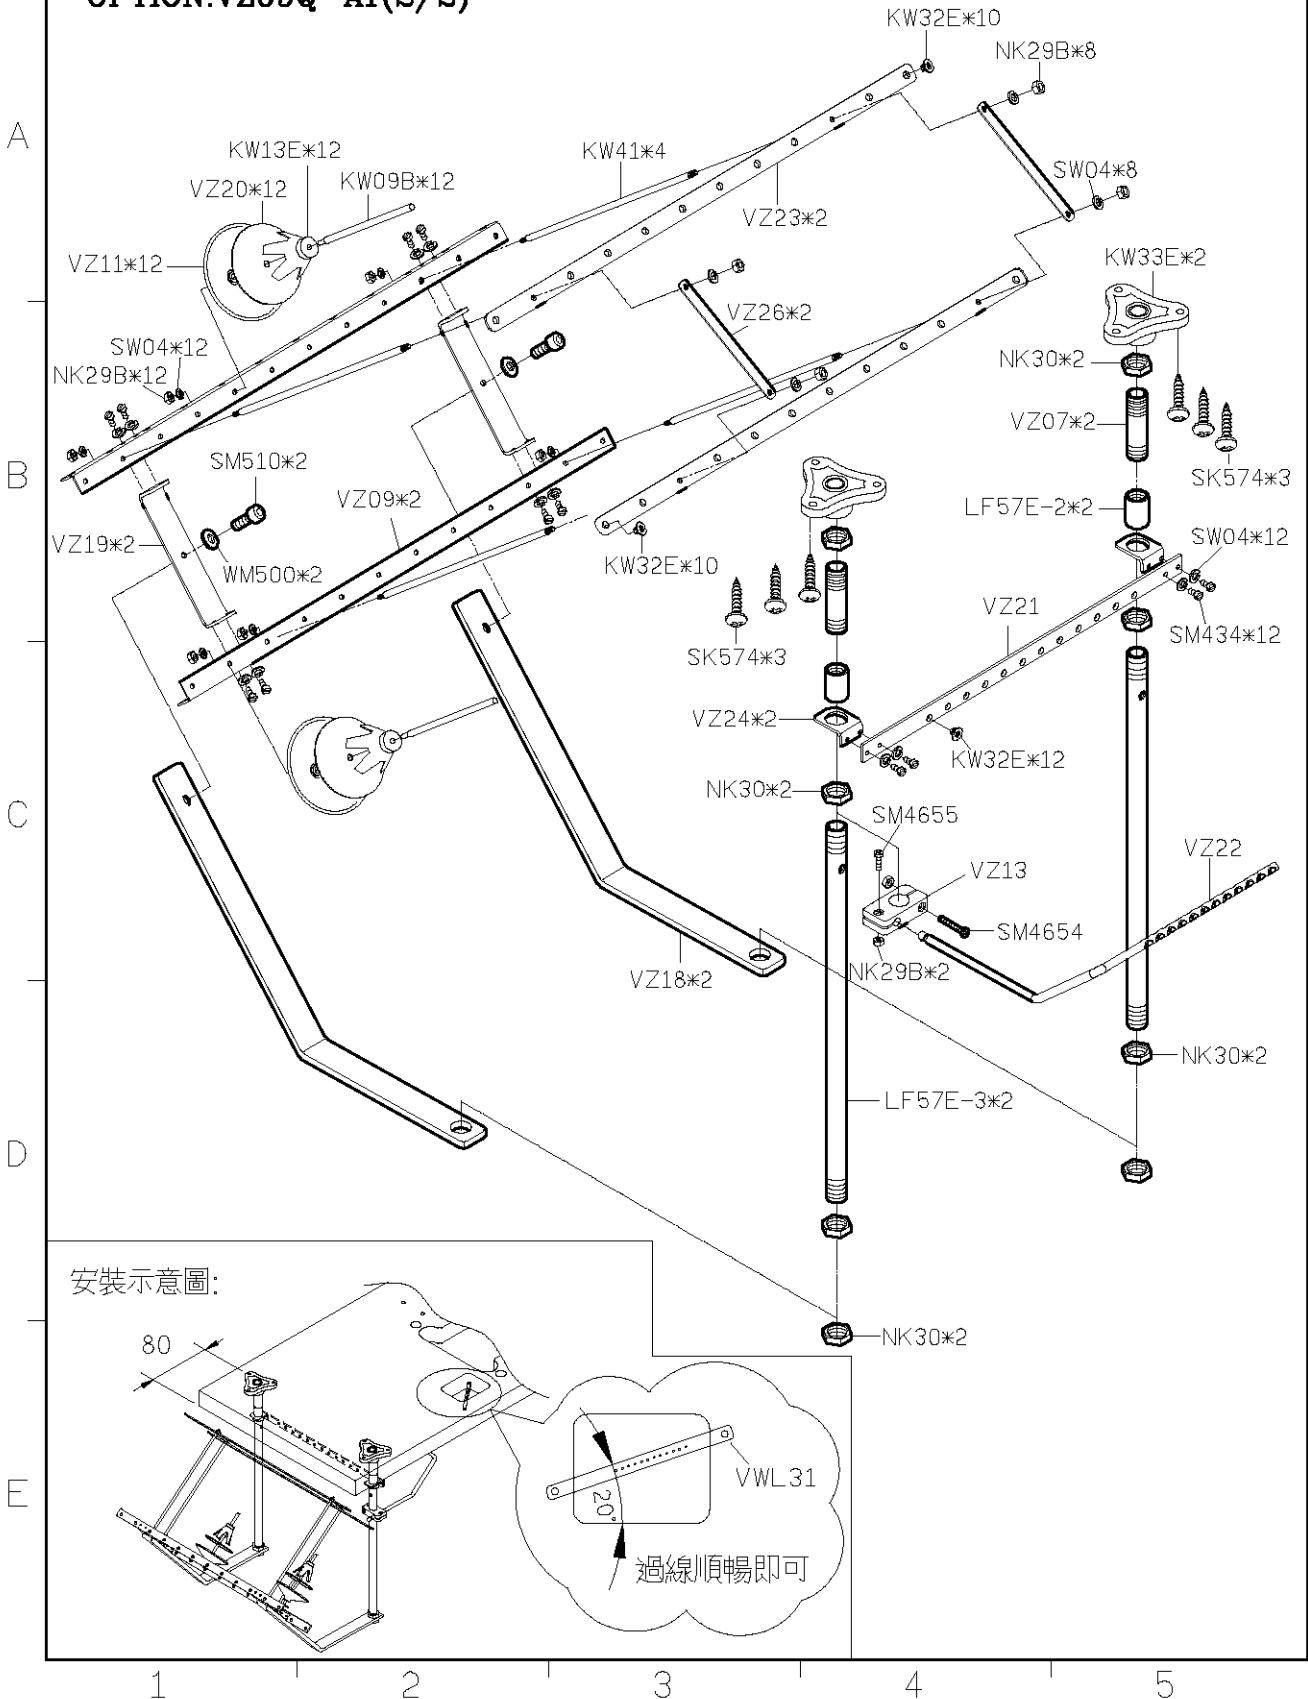 KW32E*10
NK29B*8
A
KW13E*12
KW41*4
VZ20*12
KW09B*12
SW04*8
VZ23*2
VZ11*12
KW33E*2
VZ26*2
SW04*12
NK30*2
NK29B*12
VZ07*2
SM510*2
B
VZ09*2
SK574*3
LF57E-2*2
VZ19*2
SW04*12
WM500*2
KW32E*10
VZ21
SM434*12
SK574*3
VZ24*2
KW32E*12
NK30*2
C
SM4655
VZ22
VZ13
SM4654
VZ18*2
NK29B*2
NK30*2
LF57E-3*2
D
安裝示意圖:
80
NK30*2
VWL31
E
20°
過線順暢即可
1
2
3
4
5